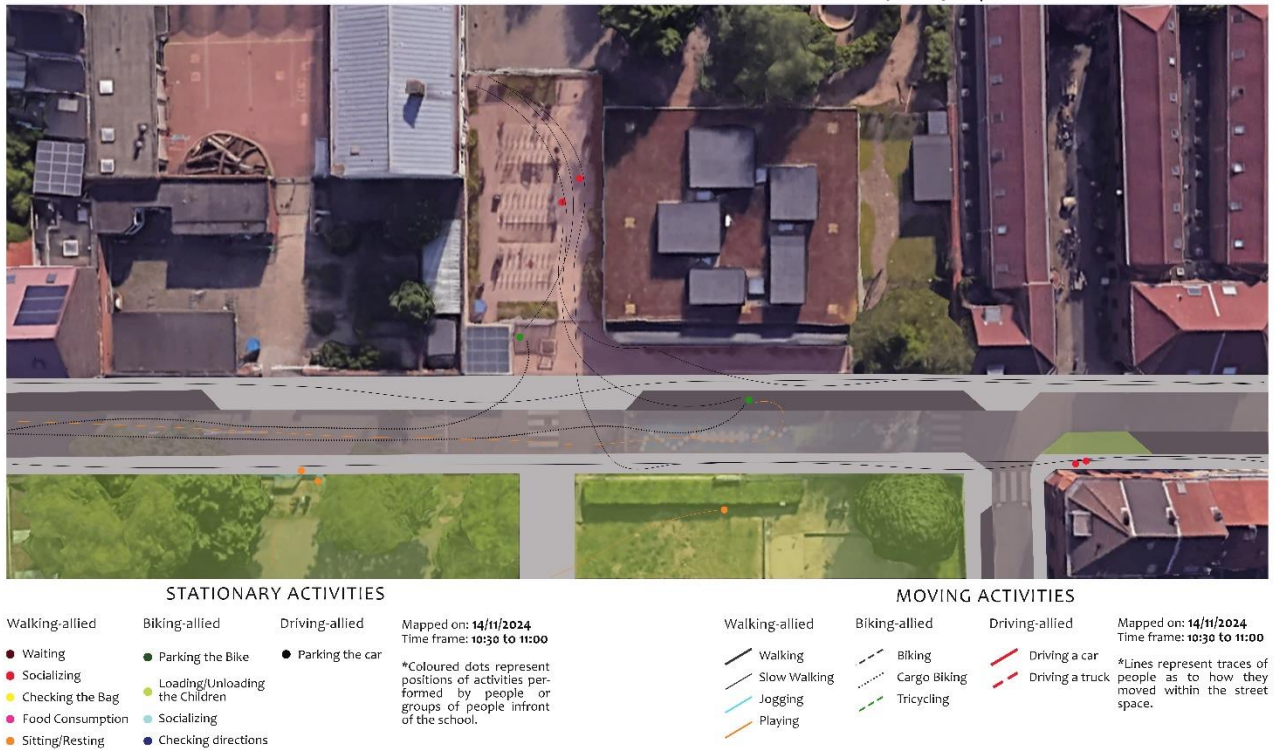 STATIONARY ACTIVITIES
Walking-allied
Waiting
Socializing
Checking the Bag
Food Consumption
Sitting/Resting
Biking-allied
Parking the Bike
Loading/Unloading
the Children
Socializing
Checking directions
Driving-allied
Parking the car
Mapped on: 14/11/2024
Time frame: 10:30 to 11:00
*Coloured dots represent
positions of activities per-
formed by people or
groups of people infront
of the school.
MOVING ACTIVITIES
Walking-allied
Walking
Slow Walking
Jogging
Playing
Biking-allied
Biking
Cargo Biking
Tricycling
Driving-allied
Driving a car
Driving a truck
Mapped on: 14/11/2024
Time frame: 10:30 to 11:00
*Lines represent traces of
people as to how they
moved within the street
space.